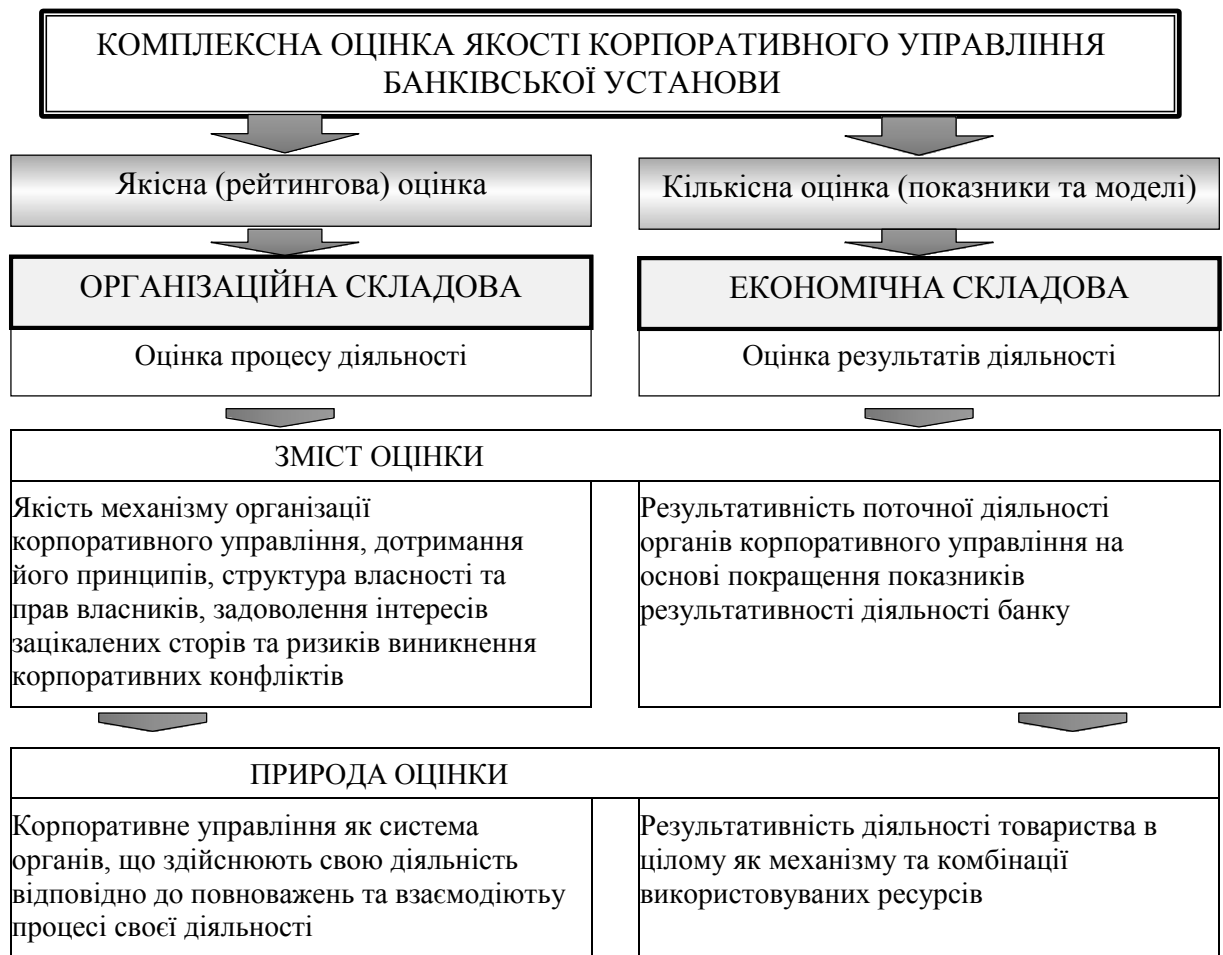 КОМПЛЕКСНА ОЦІНКА ЯКОСТІ КОРПОРАТИВНОГО УПРАВЛІННЯ
БАНКІВСЬКОЇ УСТАНОВИ
Якісна (рейтингова) оцінка
Кількісна оцінка (показники та моделі)
ОРГАНІЗАЦІЙНА СКЛАДОВА
ЕКОНОМІЧНА СКЛАДОВА
Оцінка процесу діяльності
Оцінка результатів діяльності
ЗМІСТ ОЦІНКИ
Якість механізму організації
корпоративного управління, дотримання
його принципів, структура власності та
прав власників, задоволення інтересів
зацікалених сторів та ризиків виникнення
корпоративних конфліктів
Результативність поточної діяльності
органів корпоративного управління на
основі покращення показників
результативності діяльності банку
ПРИРОДА ОЦІНКИ
Корпоративне управління як система
органів, що здійснюють свою діяльність
відповідно до повноважень та взаємодіютьу
процесі своєї діяльності
Результативність діяльності товариства в
цілому як механізму та комбінації
використовуваних ресурсів